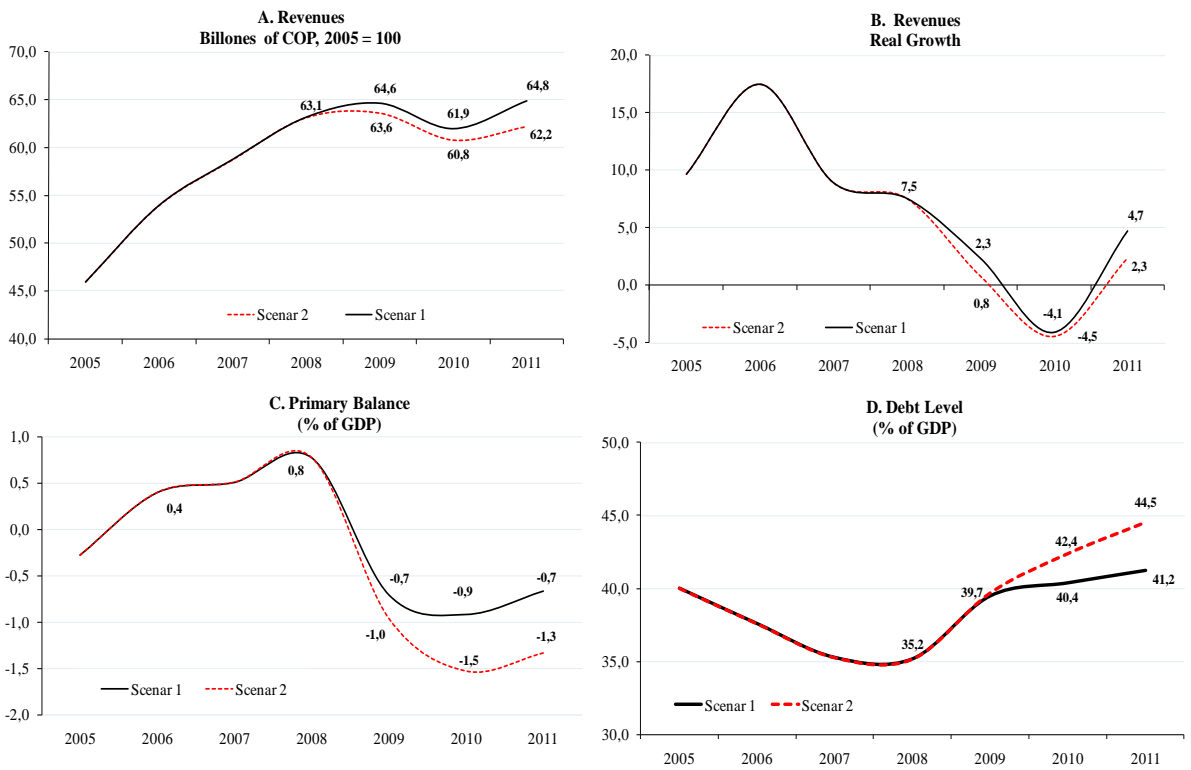 A. Revenues
Billones of COP, 2005 = 100
70,0
65,0
60,0
55,0
50,0
45,0
40,0
63,1
64,6
63,6
61,9
60,8
64,8
62,2
Scenar 2
Scenar 1
2005 2006 2007 2008 2009 2010 2011
B. Revenues
Real Growth
20,0
15,0
10,0
5,0
0,0
-5,0
7,5
2,3
0,8
-4,1
-4,5
4,7
2,3
Scenar 2
Scenar 1
2005 2006 2007 2008 2009 2010 2011
C. Primary Balance
(% of GDP)
1,0
0,5
0,0
-0,5
-1,0
-1,5
-2,0
0,4
0,8
-0,7
-1,0
-0,9
-1,5
-0,7
-1,3
Scenar 1
Scenar 2
2005 2006 2007 2008 2009 2010 2011
D. Debt Level
(% of GDP)
50,0
45,0
40,0
35,0
30,0
35,2
39,7
42,4
40,4
44,5
41,2
Scenar 1
Scenar 2
2005 2006 2007 2008 2009 2010 2011